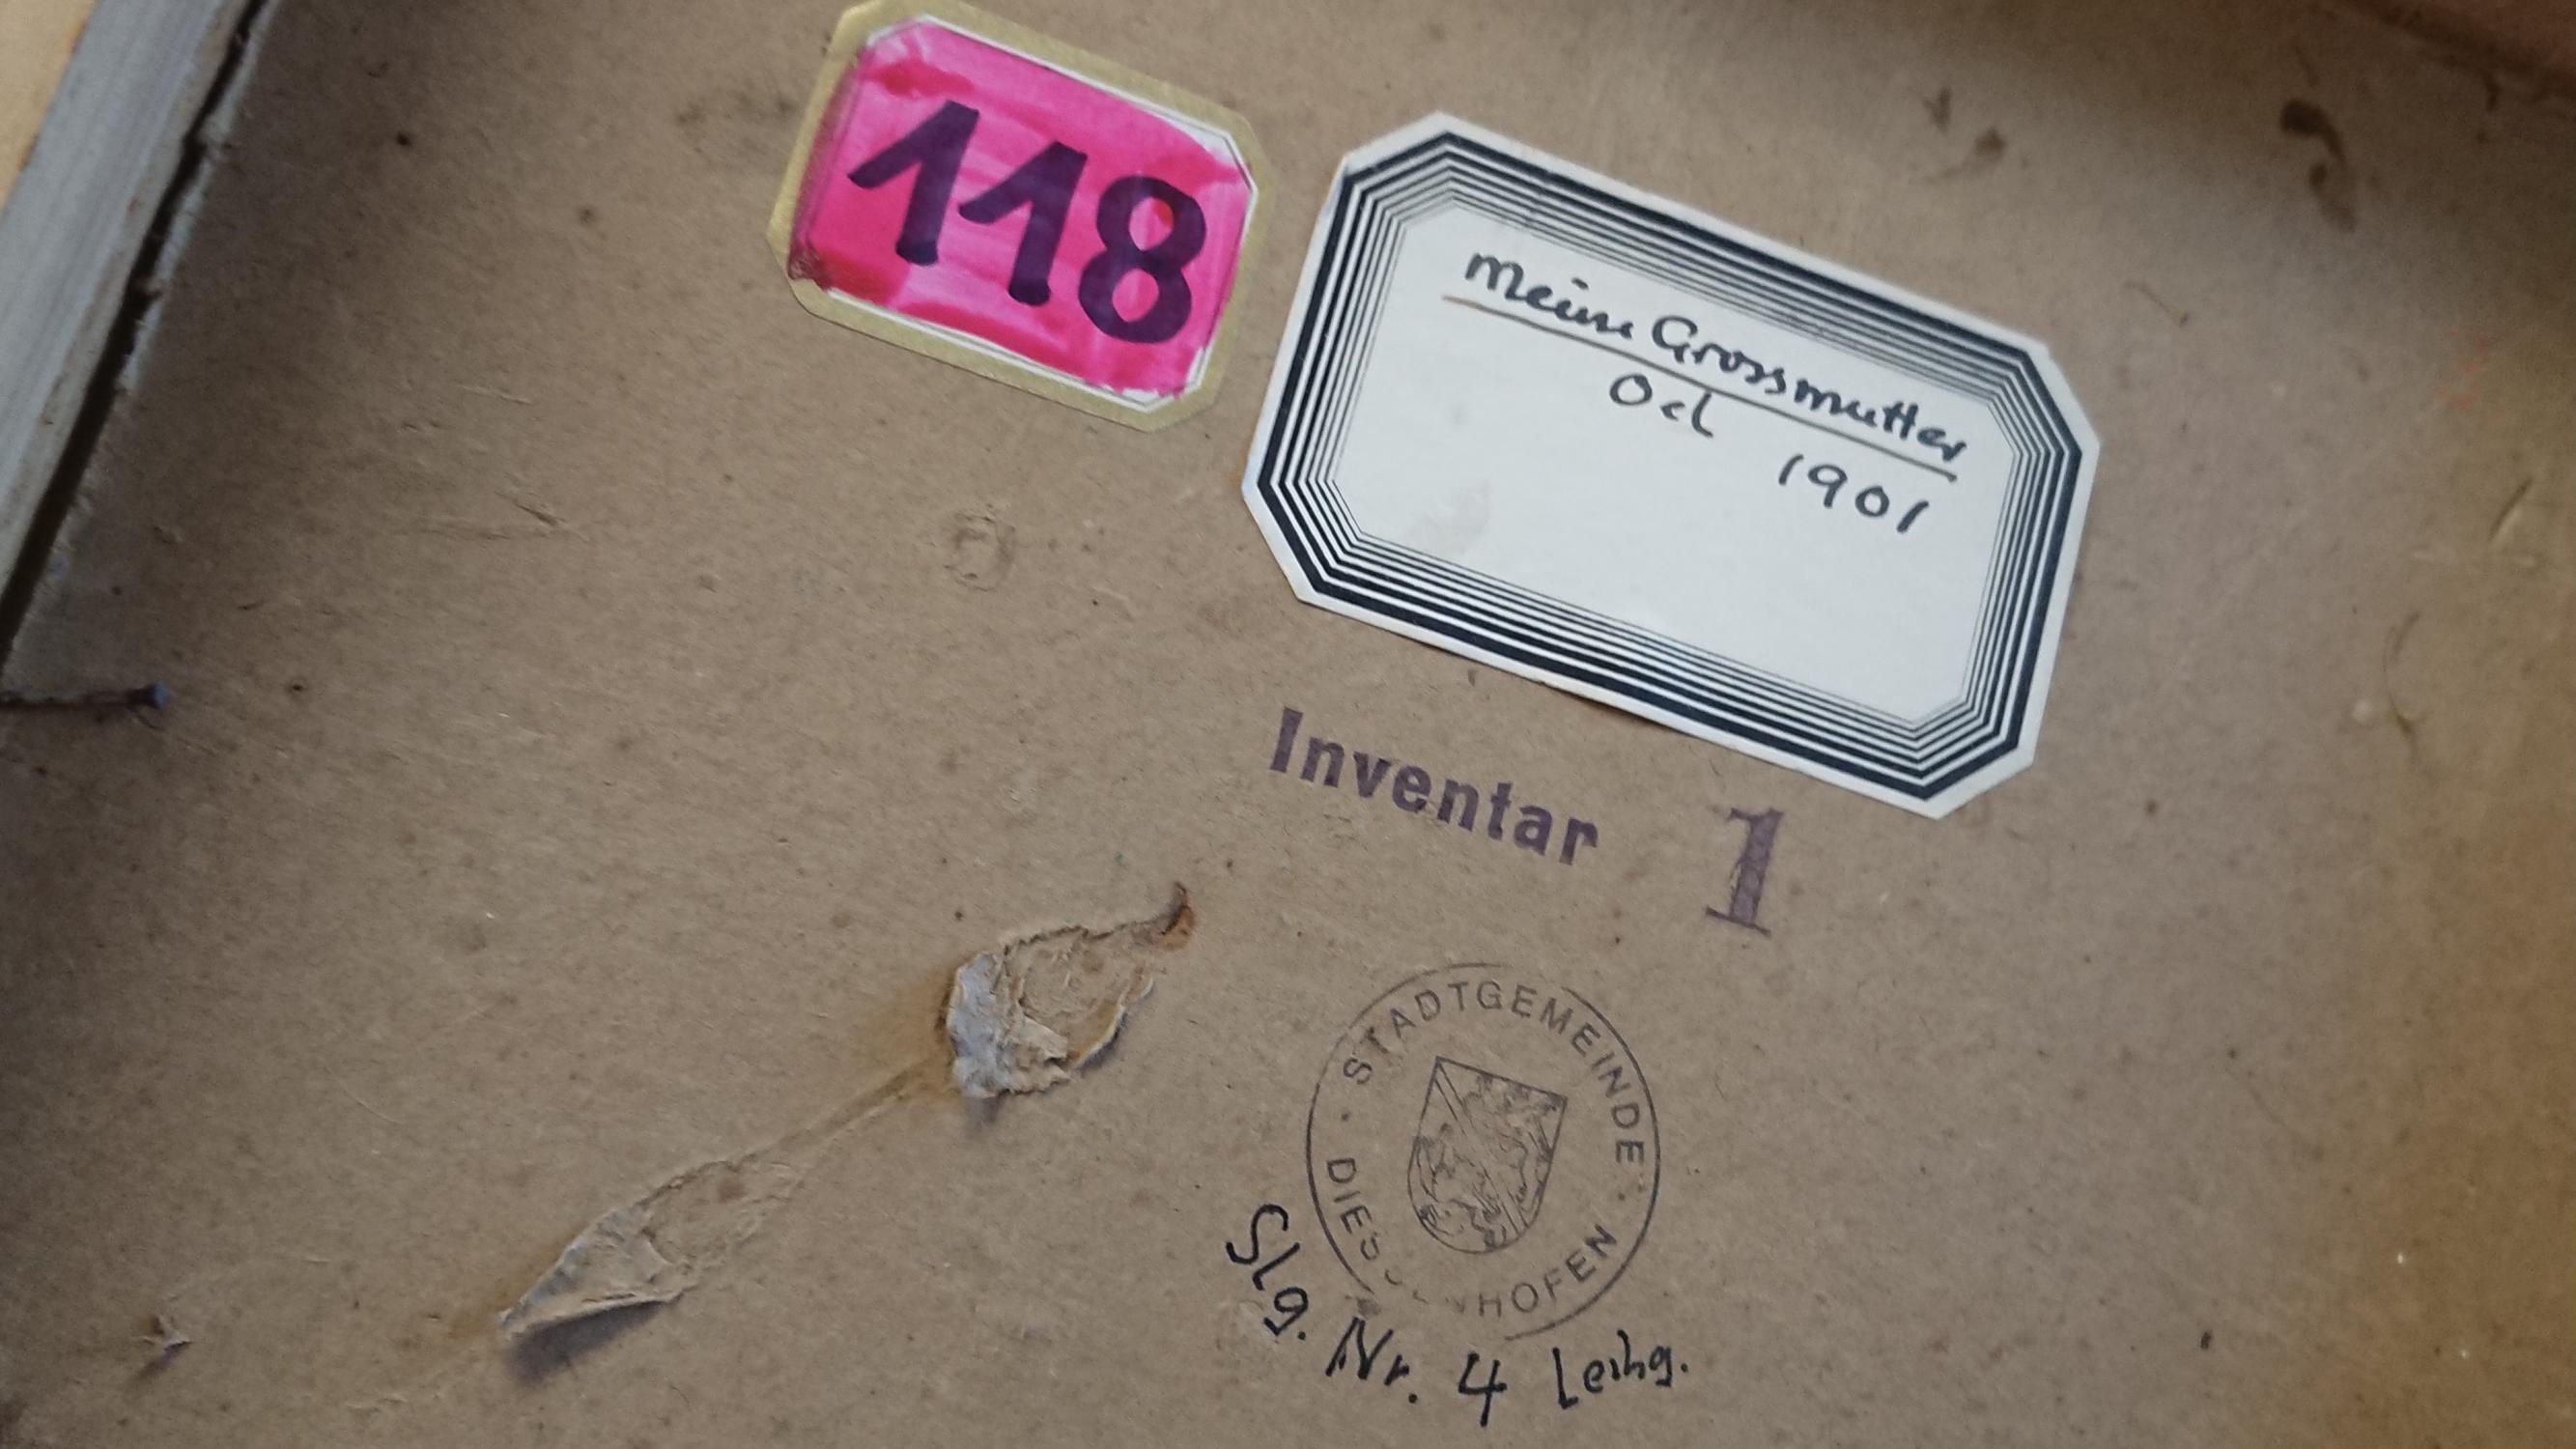 118
Meine Grossmutter
Oel 1901
Inventar 1
· STADTGEMEINDE ·
DIESSENHOFEN
Slg. Nr. 4 Leihg.